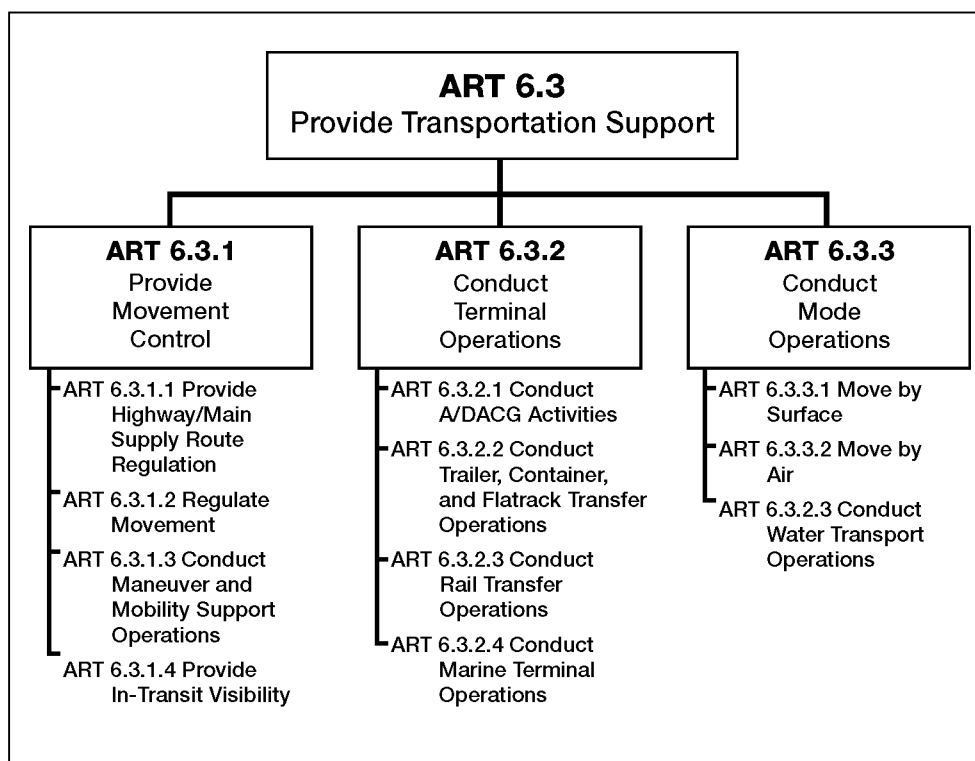 ART 6.3
Provide Transportation Support
ART 6.3.1
Provide
Movement
Control
ART 6.3.1.1 Provide
Highway/Main
Supply Route
Regulation
ART 6.3.1.2 Regulate
Movement
ART 6.3.1.3 Conduct
Maneuver and
Mobility Support
Operations
ART 6.3.1.4 Provide
In-Transit Visibility
ART 6.3.2
Conduct
Terminal
Operations
ART 6.3.2.1 Conduct
A/DACG Activities
ART 6.3.2.2 Conduct
Trailer, Container,
and Flatrack Transfer
Operations
ART 6.3.2.3 Conduct
Rail Transfer
Operations
ART 6.3.2.4 Conduct
Marine Terminal
Operations
ART 6.3.3
Conduct
Mode
Operations
ART 6.3.3.1 Move by
Surface
ART 6.3.3.2 Move by
Air
ART 6.3.2.3 Conduct
Water Transport
Operations